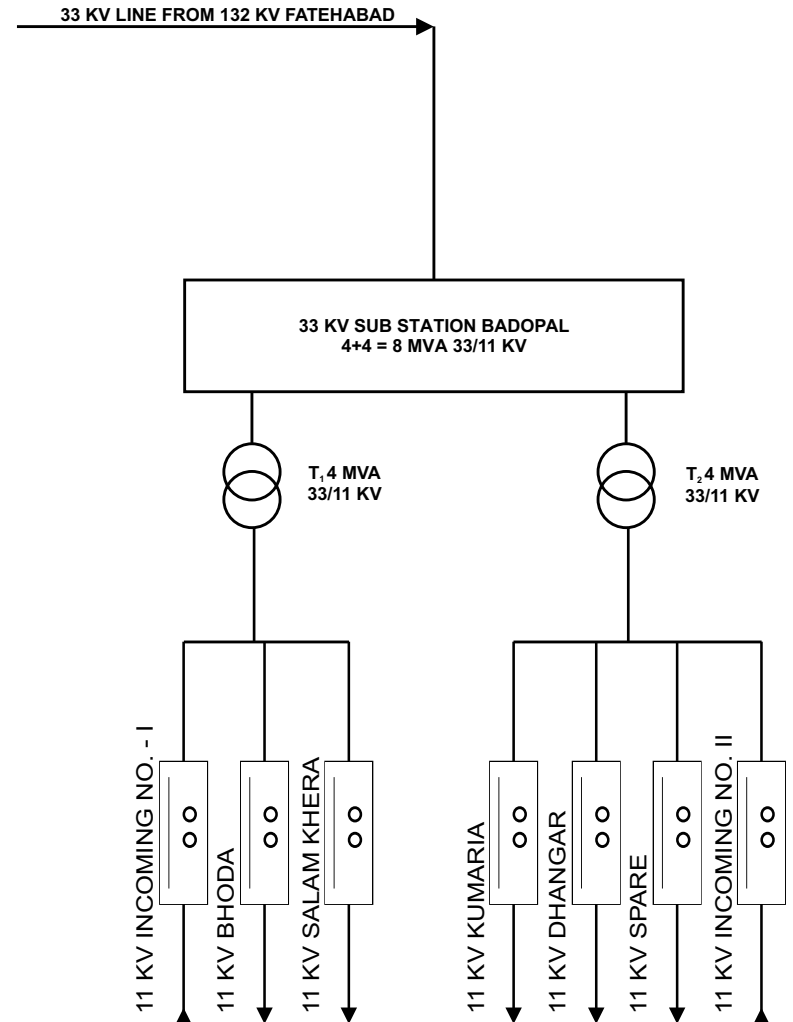 33 KV LINE FROM 132 KV FATEHABAD
33 KV SUB STATION BADOPAL
4+4 = 8 MVA 33/11 KV
T₁ 4 MVA
33/11 KV
T₂ 4 MVA
33/11 KV
11 KV INCOMING NO. - I
11 KV BHODA
11 KV SALAM KHERA
11 KV KUMARIA
11 KV DHANGAR
11 KV SPARE
11 KV INCOMING NO. II